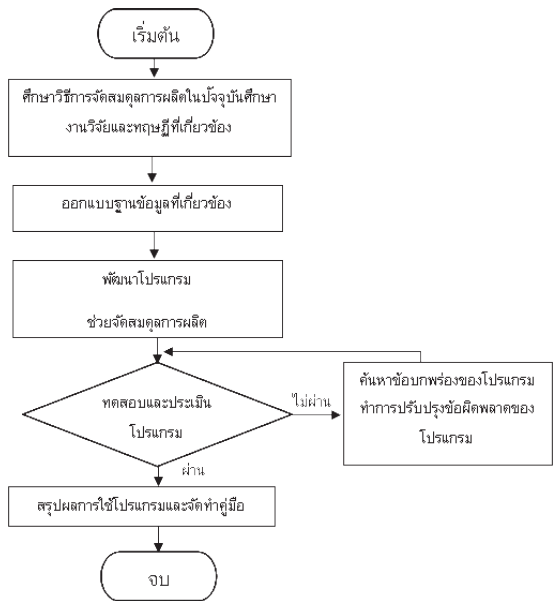 เริ่มต้น
ศึกษาวิธีการจัดสมดุลการผลิตในปัจจุบันศึกษา
งานวิจัยและทฤษฎีที่เกี่ยวข้อง
ออกแบบฐานข้อมูลที่เกี่ยวข้อง
พัฒนาโปรแกรม
ช่วยจัดสมดุลการผลิต
ทดสอบและประเมิน
โปรแกรม
ไม่ผ่าน
ค้นหาข้อบกพร่องของโปรแกรม
ทำการปรับปรุงข้อผิดพลาดของ
โปรแกรม
ผ่าน
สรุปผลการใช้โปรแกรมและจัดทำคู่มือ
จบ